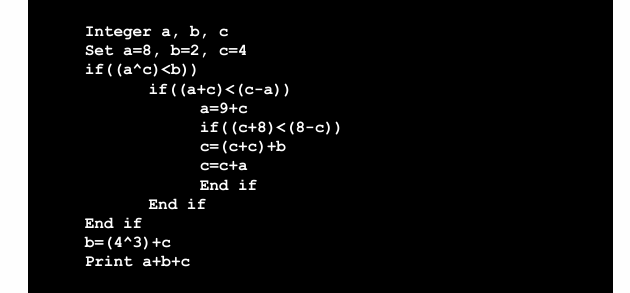 Integer a, b, c
Set a=8, b=2, c=4
if((a^c)<b))
if((a+c)<(c-a))
a=9+c
if((c+8)<(8-c))
c=(c+c)+b
c=c+a
End if
End if
End if
b=(4^3)+c
Print a+b+c